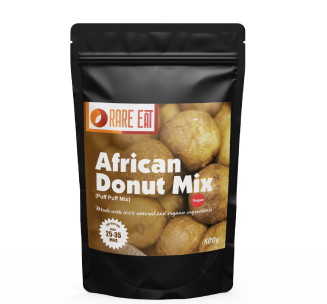 RARE EAT
African
Donut Mix
(Puff Puff Mix)
Vegan
Made with 100% natural and organic ingredients
25-35